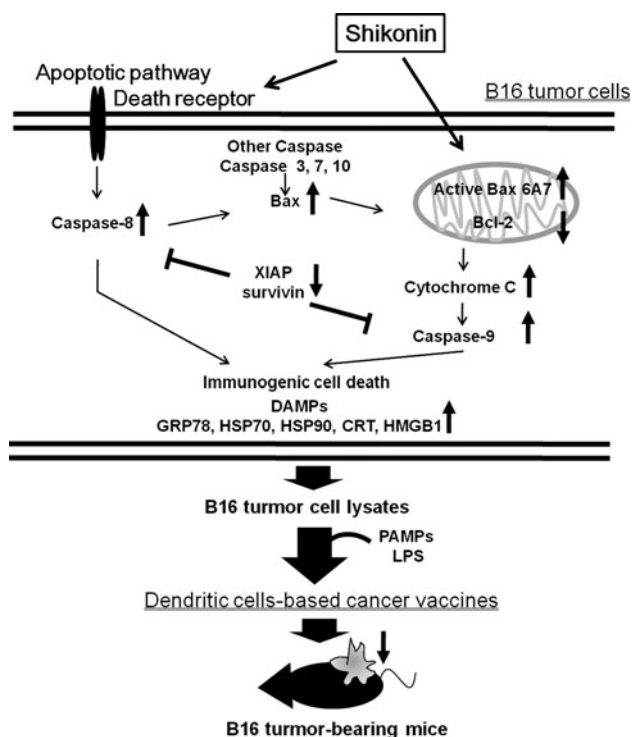 Shikonin
Apoptotic pathway
Death receptor
B16 tumor cells
Other Caspase
Caspase 3, 7, 10
Bax
Active Bax 6A7
Bcl-2
Caspase-8
XIAP
survivin
Cytochrome C
Caspase-9
Immunogenic cell death
DAMPs
GRP78, HSP70, HSP90, CRT, HMGB1
B16 turmor cell lysates
PAMPs
LPS
Dendritic cells-based cancer vaccines
B16 turmor-bearing mice